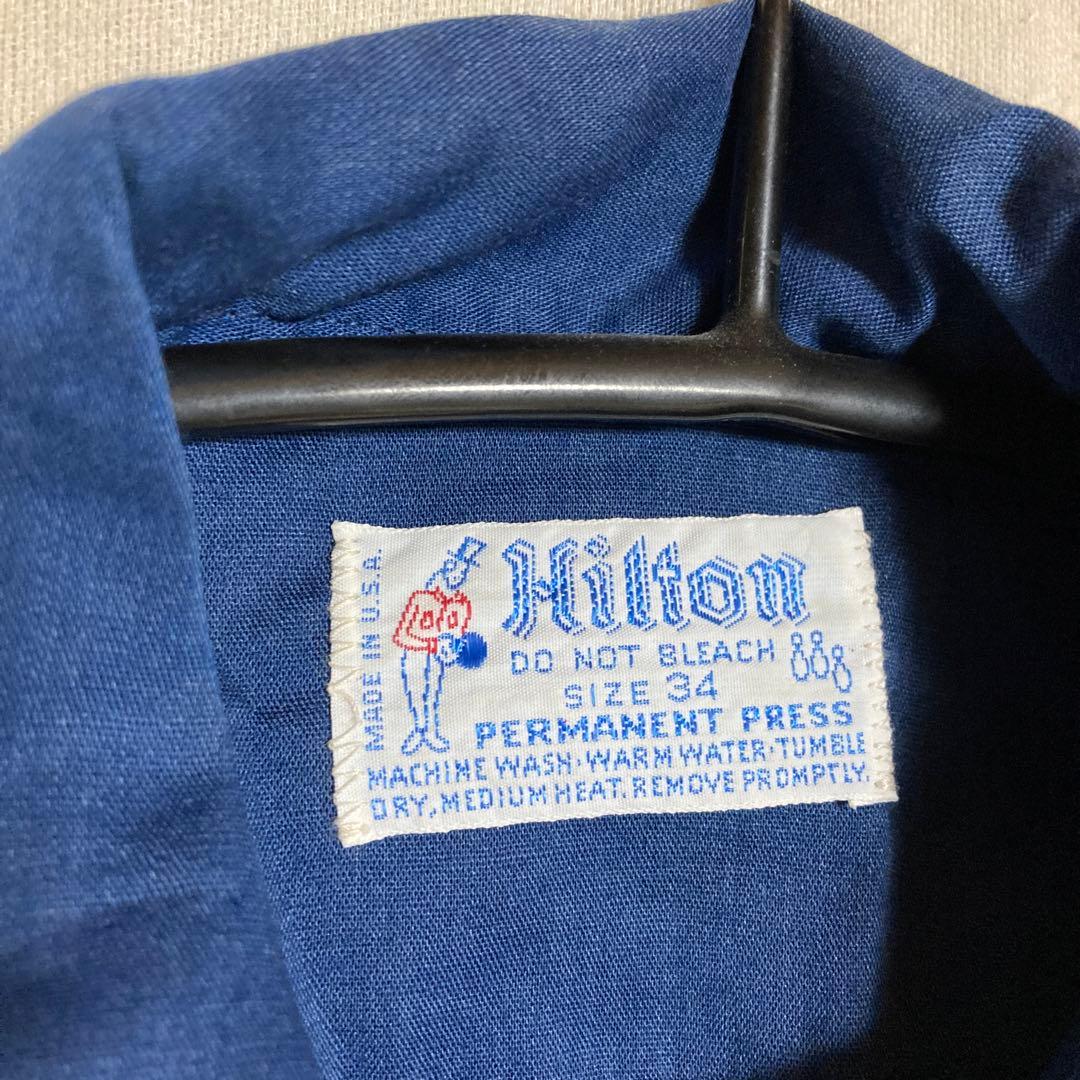 MADE IN U.S.A.
Hilton
DO NOT BLEACH
SIZE 34
PERMANENT PRESS
MACHINE WASH·WARM WATER·TUMBLE
DRY, MEDIUM HEAT. REMOVE PROMPTLY.